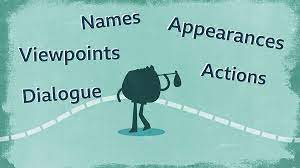 Names
Appearances
Viewpoints
Actions
Dialogue